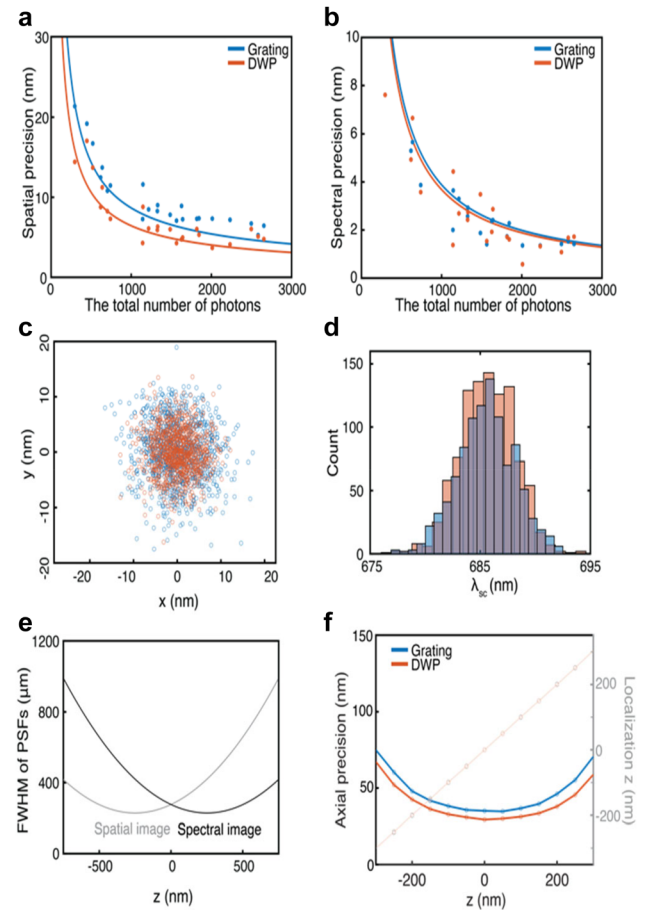 a
30
20
10
0
Spatial precision (nm)
Grating
DWP
0 1000 2000 3000
The total number of photons
b
10
8
6
4
2
0
Spectral precision (nm)
Grating
DWP
0 1000 2000 3000
The total number of photons
c
20
10
0
-10
-20
y (nm)
-20 -10 0 10 20
x (nm)
d
150
100
50
0
Count
675 685 695
λsc (nm)
e
1200
800
400
0
FWHM of PSFs (µm)
Spatial image Spectral image
-500 0 500
z (nm)
f
150
100
50
0
Axial precision (nm)
Grating
DWP
200
0
-200
Localization z (nm)
-200 0 200
z (nm)